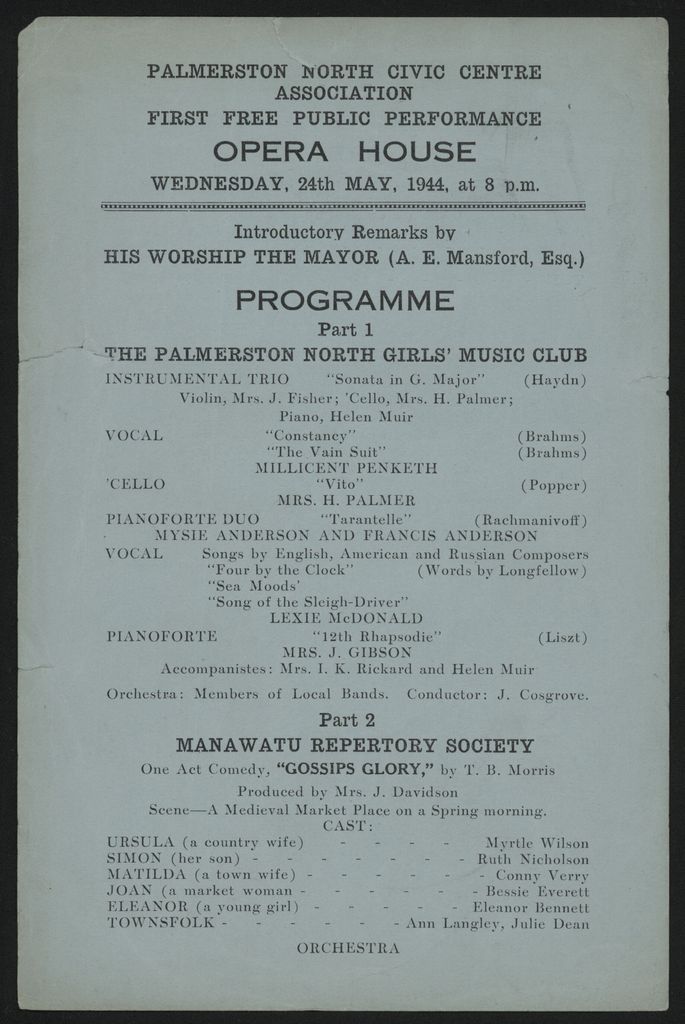 PALMERSTON NORTH CIVIC CENTRE
ASSOCIATION
FIRST FREE PUBLIC PERFORMANCE
OPERA HOUSE
WEDNESDAY, 24th MAY, 1944, at 8 p.m.
Introductory Remarks by
HIS WORSHIP THE MAYOR (A. E. Mansford, Esq.)
PROGRAMME
Part 1
THE PALMERSTON NORTH GIRLS' MUSIC CLUB
INSTRUMENTAL TRIO "Sonata in G. Major" (Haydn)
Violin, Mrs. J. Fisher; 'Cello, Mrs. H. Palmer;
Piano, Helen Muir
VOCAL "Constancy" (Brahms)
"The Vain Suit" (Brahms)
MILLICENT PENKETH
'CELLO "Vito" (Popper)
MRS. H. PALMER
PIANOFORTE DUO "Tarantelle" (Rachmanivoff)
MYSIE ANDERSON AND FRANCIS ANDERSON
VOCAL Songs by English, American and Russian Composers
"Four by the Clock" (Words by Longfellow)
"Sea Moods'
"Song of the Sleigh-Driver"
LEXIE McDONALD
PIANOFORTE "12th Rhapsodie" (Liszt)
MRS. J. GIBSON
Accompanistes: Mrs. I. K. Rickard and Helen Muir
Orchestra: Members of Local Bands. Conductor: J. Cosgrove.
Part 2
MANAWATU REPERTORY SOCIETY
One Act Comedy, "GOSSIPS GLORY," by T. B. Morris
Produced by Mrs. J. Davidson
Scene—A Medieval Market Place on a Spring morning.
CAST:
URSULA (a country wife) - - - - Myrtle Wilson
SIMON (her son) - - - - - - - Ruth Nicholson
MATILDA (a town wife) - - - - - - Conny Verry
JOAN (a market woman - - - - - - Bessie Everett
ELEANOR (a young girl) - - - - - Eleanor Bennett
TOWNSFOLK - - - - - - - Ann Langley, Julie Dean
ORCHESTRA